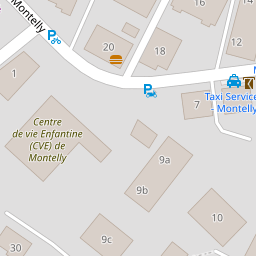 Montelly
20
18
12
1
7
Taxi Service
- Montelly
Centre
de vie Enfantine
(CVE) de
Montelly
9a
9b
10
9c
30